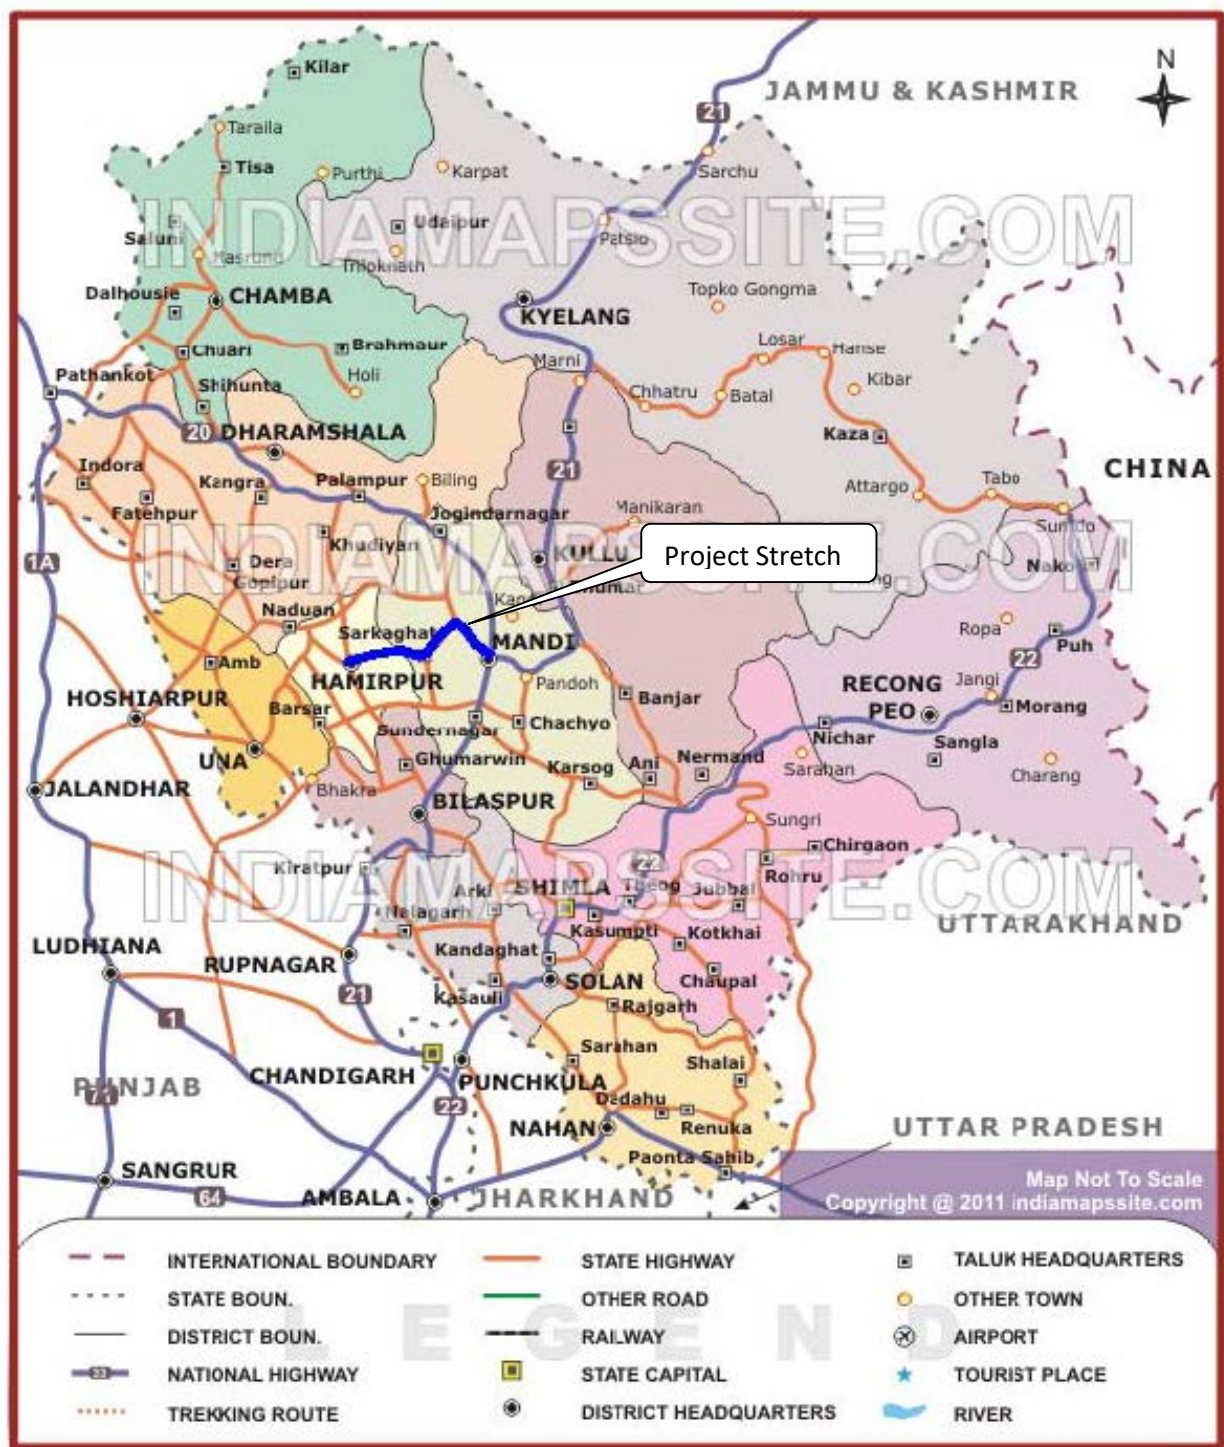 N
JAMMU & KASHMIR
Kilar
21
Taraila
Tisa
Purthi
Karpat
Sarchu
INDIAMAPSSITE.COM
Udaipur
Saluni
Patsio
Masrung
Triloknath
Dalhousie
CHAMBA
Topko Gongma
KYELANG
Losar
Hanse
Chuari
Brahmaur
Marni
Pathankot
Shihunta
Holi
Chhatru
Batal
Kibar
20
DHARAMSHALA
Kaza
CHINA
Indora
Kangra
Palampur
Biling
21
Attargo
Tabo
Fatehpur
Jogindarnagar
Manikaran
Sumdo
INDIAMAPSSITE.COM
Khudiyan
KULLU
Project Stretch
1A
Dera
Gopipur
Nako
Naduan
Sarkaghat
MANDI
Ropa
Puh
Amb
HAMIRPUR
Pandoh
22
HOSHIARPUR
Banjar
RECONG
PEO
Jangi
Morang
Barsar
Sundernagar
Chachyo
Nichar
UNA
Ghumarwin
Karsog
Ani
Nermand
Sarahan
Sangla
Charang
JALANDHAR
Bhakra
BILASPUR
Sungri
Chirgaon
INDIAMAPSSITE.COM
Kiratpur
22
Rohru
Arki
SHIMLA
Theog
Jubbal
Nalagarh
Kasumpti
Kotkhai
UTTARAKHAND
LUDHIANA
RUPNAGAR
Kandaghat
SOLAN
Chaupal
21
Kasauli
Rajgarh
1
Sarahan
Shalai
PUNJAB
CHANDIGARH
PUNCHKULA
71
22
Dadahu
Renuka
NAHAN
UTTAR PRADESH
Paonta Sahib
SANGRUR
64
AMBALA
JHARKHAND
Map Not To Scale
Copyright @ 2011 indiamapssite.com
LEGEND
INTERNATIONAL BOUNDARY
STATE BOUN.
DISTRICT BOUN.
23
NATIONAL HIGHWAY
TREKKING ROUTE
STATE HIGHWAY
OTHER ROAD
RAILWAY
STATE CAPITAL
DISTRICT HEADQUARTERS
TALUK HEADQUARTERS
OTHER TOWN
AIRPORT
TOURIST PLACE
RIVER